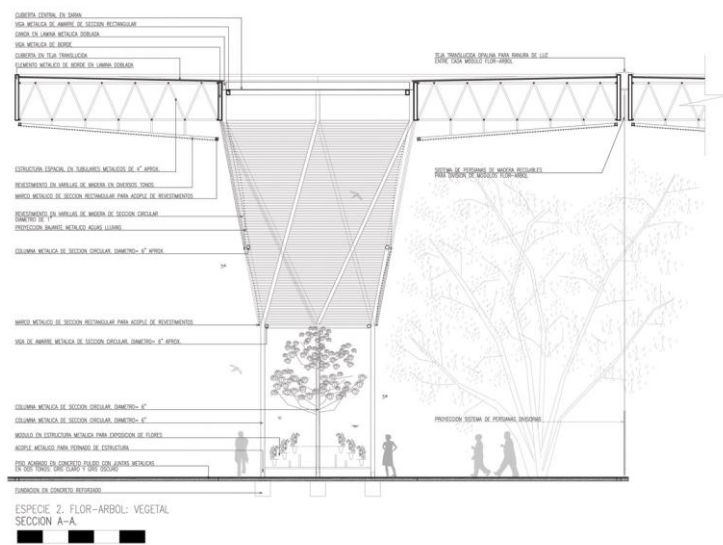 CUBIERTA CENTRAL EN SARAN
VIGA METALICA DE AMARRE DE SECCION RECTANGULAR
CANOA EN LAMINA METALICA DOBLADA
VIGA METALICA DE BORDE
CUBIERTA EN TEJA TRANSLUCIDA
ELEMENTO METALICO DE BORDE EN LAMINA DOBLADA
TEJA TRANSLUCIDA OPALINA PARA RANURA DE LUZ
ENTRE CADA MODULO FLOR-ARBOL
ESTRUCTURA ESPACIAL EN TUBULARES METALICOS DE 4" APROX.
REVESTIMIENTO EN VARILLAS DE MADERA EN DIVERSOS TONOS
MARCO METALICO DE SECCION RECTANGULAR PARA ACOPLE DE REVESTIMIENTOS
SISTEMA DE PERSIANAS DE MADERA RECOJIBLES
PARA DIVISION DE MODULOS FLOR-ARBOL
REVESTIMIENTO EN VARILLAS DE MADERA DE SECCION CIRCULAR
DIAMETRO DE 1"
PROYECCION BAJANTE METALICO AGUAS LLUVIAS
COLUMNA METALICA DE SECCION CIRCULAR, DIAMETRO= 6" APROX.
MARCO METALICO DE SECCION RECTANGULAR PARA ACOPLE DE REVESTIMIENTOS
VIGA DE AMARRE METALICA DE SECCION CIRCULAR, DIAMETRO= 6" APROX.
COLUMNA METALICA DE SECCION CIRCULAR, DIAMETRO= 6"
COLUMNA METALICA DE SECCION CIRCULAR, DIAMETRO= 6"
PROYECCION SISTEMA DE PERSIANAS DIVISORIAS
MODULO EN ESTRUCTURA METALICA PARA EXPOSICION DE FLORES
ACOPLE METALICO PARA PERNADO DE ESTRUCTURA
PISO ACABADO EN CONCRETO PULIDO CON JUNTAS METALICAS
EN DOS TONOS: GRIS CLARO Y GRIS OSCURO
FUNDACION EN CONCRETO REFORZADO
ESPECIE 2. FLOR-ARBOL: VEGETAL
SECCION A-A.